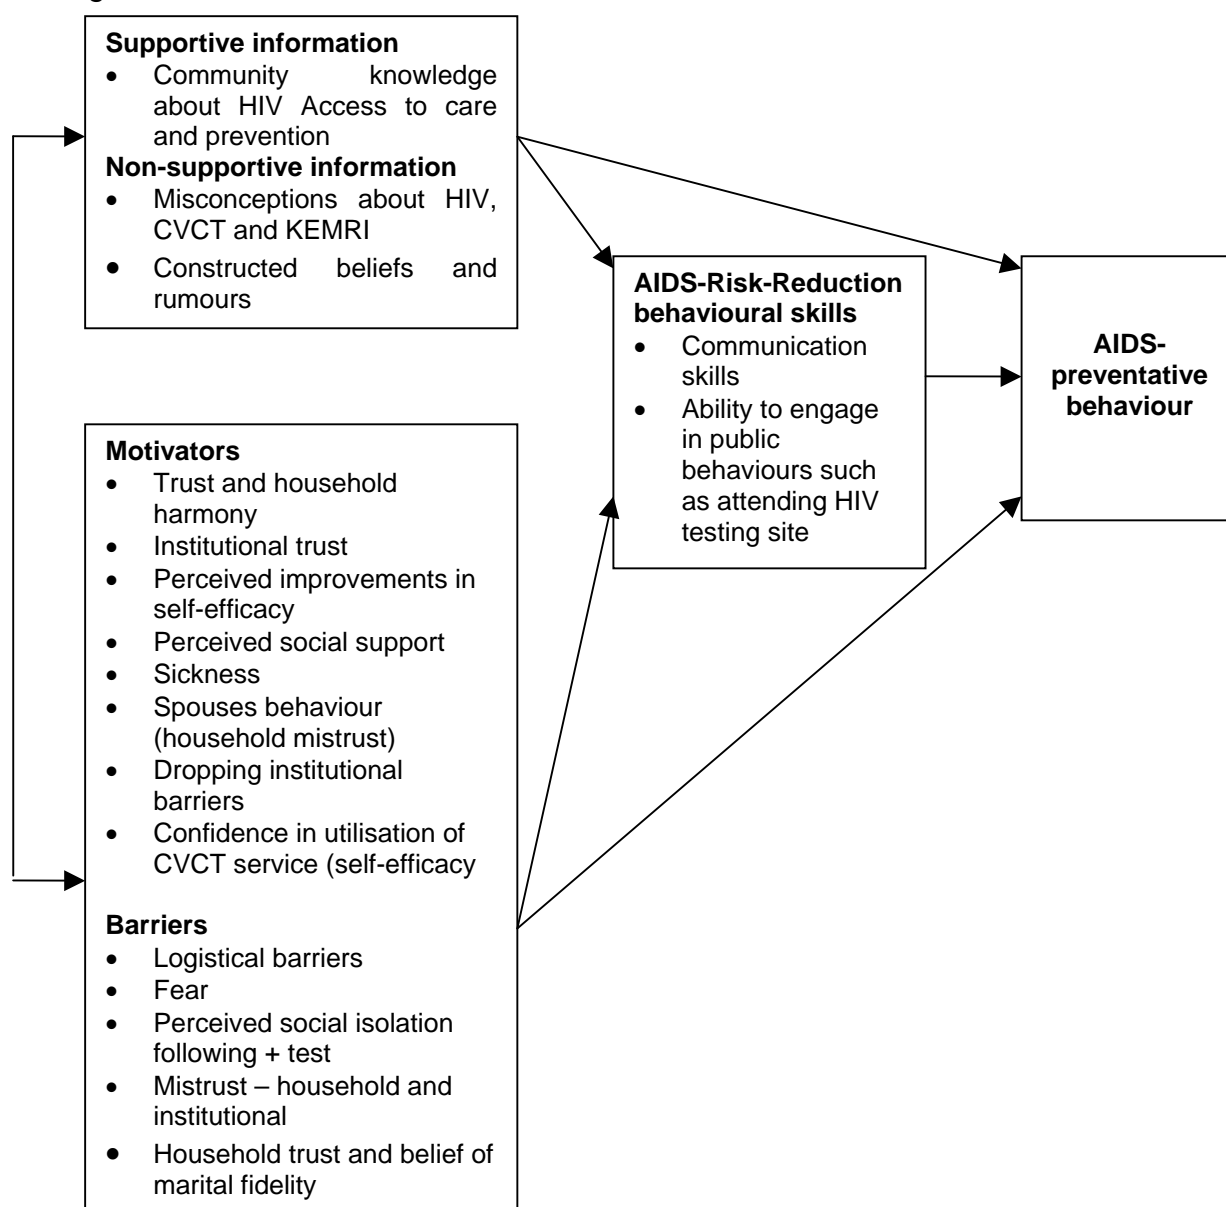 Supportive information
• Community knowledge
about HIV Access to care
and prevention
Non-supportive information
• Misconceptions about HIV,
CVCT and KEMRI
• Constructed beliefs and
rumours
AIDS-Risk-Reduction
behavioural skills
• Communication
skills
• Ability to engage
in public
behaviours such
as attending HIV
testing site
AIDS-
preventative
behaviour
Motivators
• Trust and household
harmony
• Institutional trust
• Perceived improvements in
self-efficacy
• Perceived social support
• Sickness
• Spouses behaviour
(household mistrust)
• Dropping institutional
barriers
• Confidence in utilisation of
CVCT service (self-efficacy
Barriers
• Logistical barriers
• Fear
• Perceived social isolation
following + test
• Mistrust – household and
institutional
• Household trust and belief of
marital fidelity